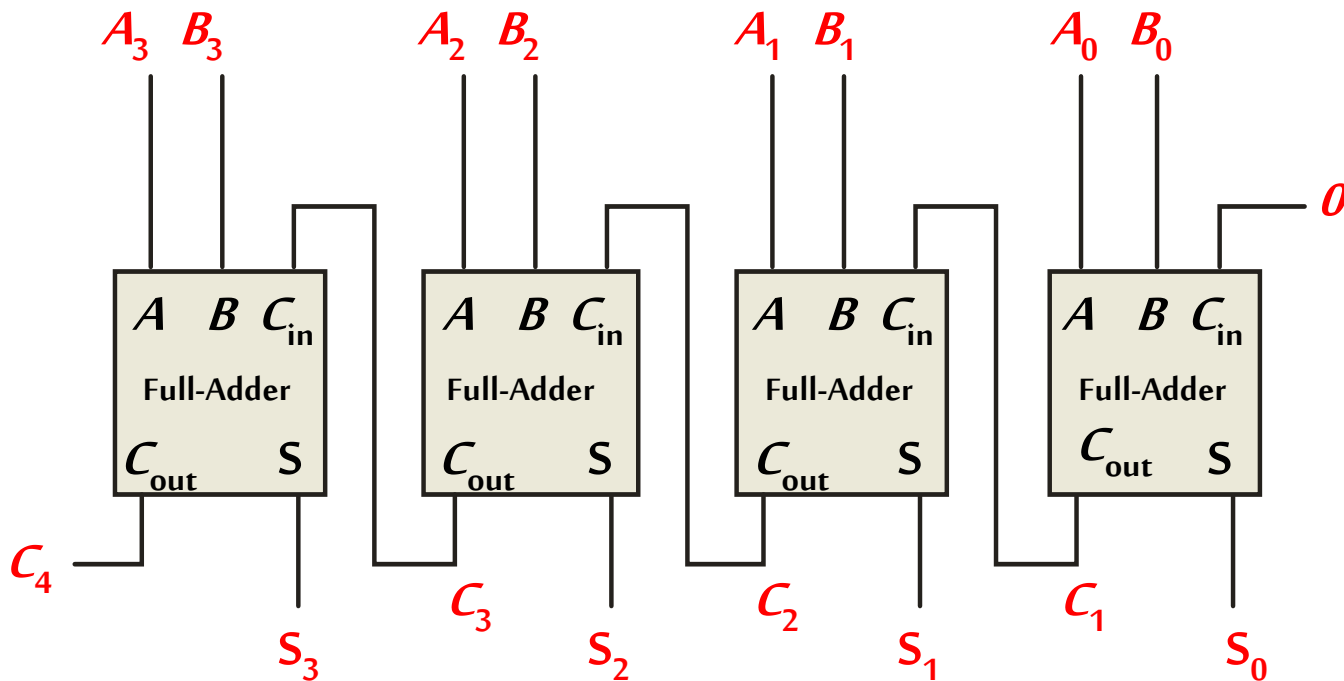 A3 B3 A2 B2 A1 B1 A0 B0
0
A B Cin A B Cin A B Cin A B Cin
Full-Adder Full-Adder Full-Adder Full-Adder
Cout S Cout S Cout S Cout S
C4 C3 C2 C1
S3 S2 S1 S0